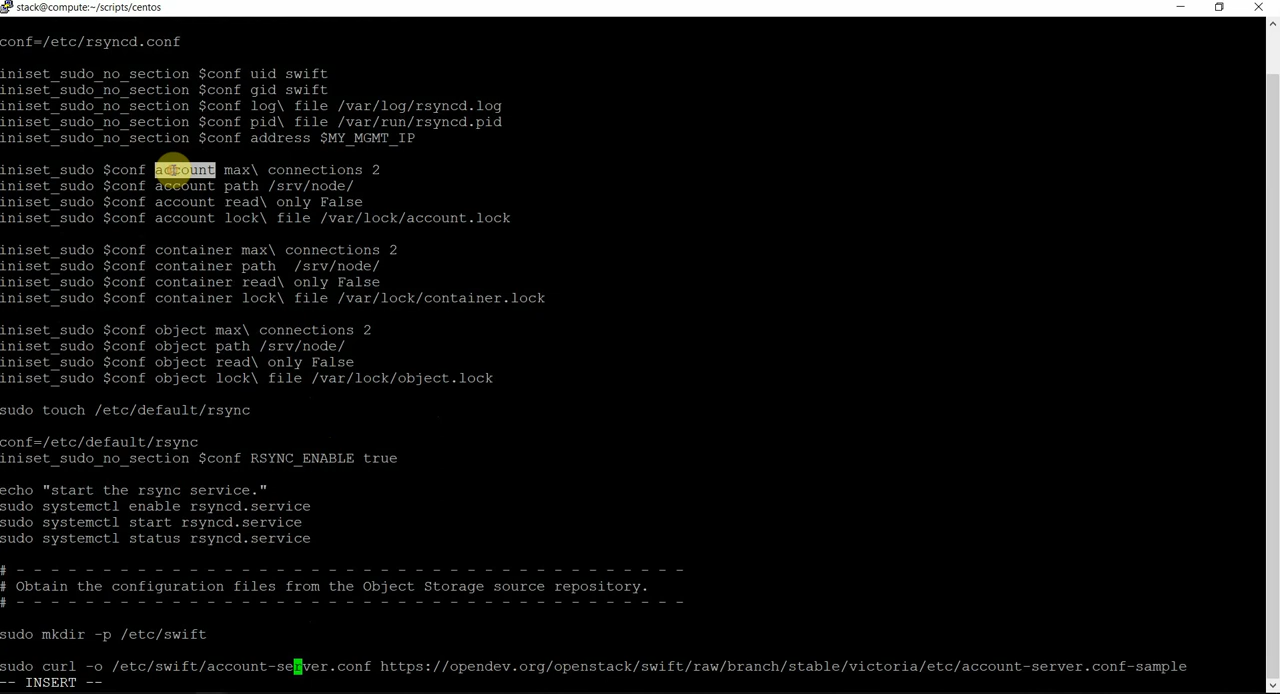 stack@compute:~/scripts/centos
conf=/etc/rsyncd.conf
iniset_sudo_no_section $conf uid swift
iniset_sudo_no_section $conf gid swift
iniset_sudo_no_section $conf log\ file /var/log/rsyncd.log
iniset_sudo_no_section $conf pid\ file /var/run/rsyncd.pid
iniset_sudo_no_section $conf address $MY_MGMT_IP
iniset_sudo $conf account max\ connections 2
iniset_sudo $conf account path /srv/node/
iniset_sudo $conf account read\ only False
iniset_sudo $conf account lock\ file /var/lock/account.lock
iniset_sudo $conf container max\ connections 2
iniset_sudo $conf container path  /srv/node/
iniset_sudo $conf container read\ only False
iniset_sudo $conf container lock\ file /var/lock/container.lock
iniset_sudo $conf object max\ connections 2
iniset_sudo $conf object path /srv/node/
iniset_sudo $conf object read\ only False
iniset_sudo $conf object lock\ file /var/lock/object.lock
sudo touch /etc/default/rsync
conf=/etc/default/rsync
iniset_sudo_no_section $conf RSYNC_ENABLE true
echo "start the rsync service."
sudo systemctl enable rsyncd.service
sudo systemctl start rsyncd.service
sudo systemctl status rsyncd.service
# - - - - - - - - - - - - - - - - - - - - - - - - - - - - - - - - - - - - - - -
# Obtain the configuration files from the Object Storage source repository.
# - - - - - - - - - - - - - - - - - - - - - - - - - - - - - - - - - - - - - - -
sudo mkdir -p /etc/swift
sudo curl -o /etc/swift/account-server.conf https://opendev.org/openstack/swift/raw/branch/stable/victoria/etc/account-server.conf-sample
-- INSERT --